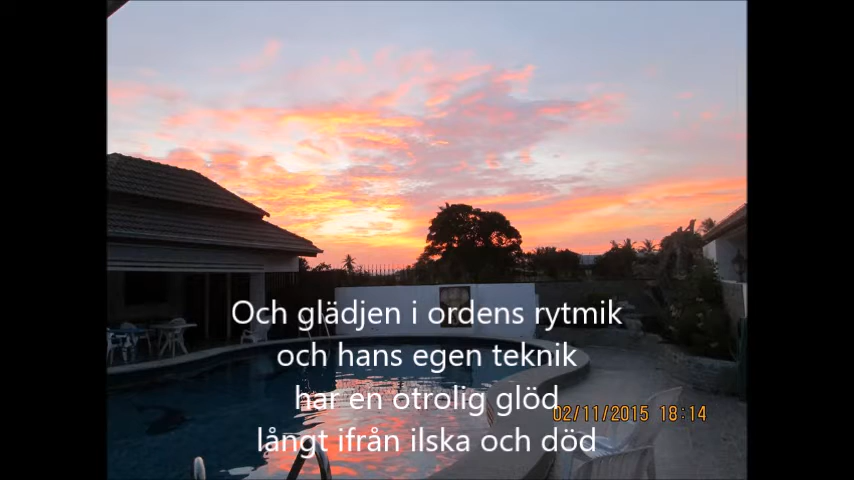 Och glädjen i ordens rytmik
och hans egen teknik
har en otrolig glöd
02/11/2015 18:14
långt ifrån ilska och död